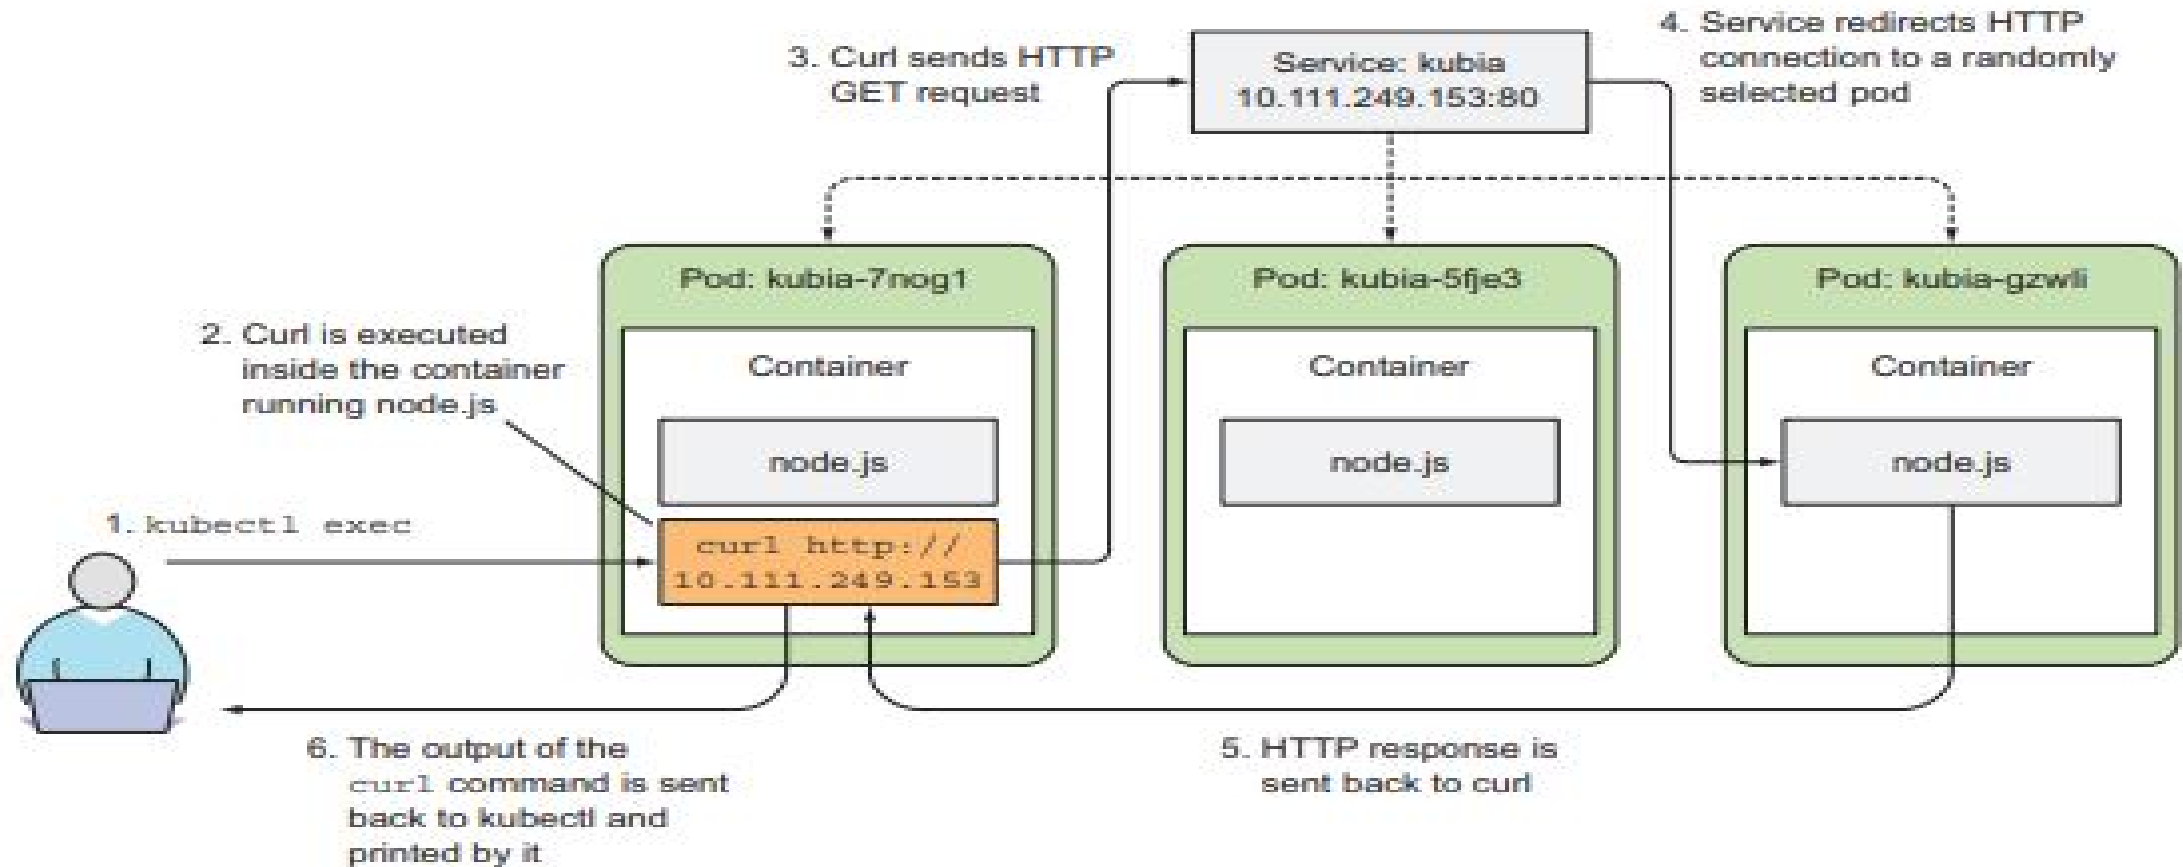 3. Curl sends HTTP
GET request
Service: kubia
10.111.249.153:80
4. Service redirects HTTP
connection to a randomly
selected pod
Pod: kubia-7nog1
Pod: kubia-5fje3
Pod: kubia-gzwli
2. Curl is executed
inside the container
running node.js
Container
Container
Container
node.js
node.js
node.js
1. kubectl exec
curl http://
10.111.249.153
6. The output of the
curl command is sent
back to kubectl and
printed by it
5. HTTP response is
sent back to curl